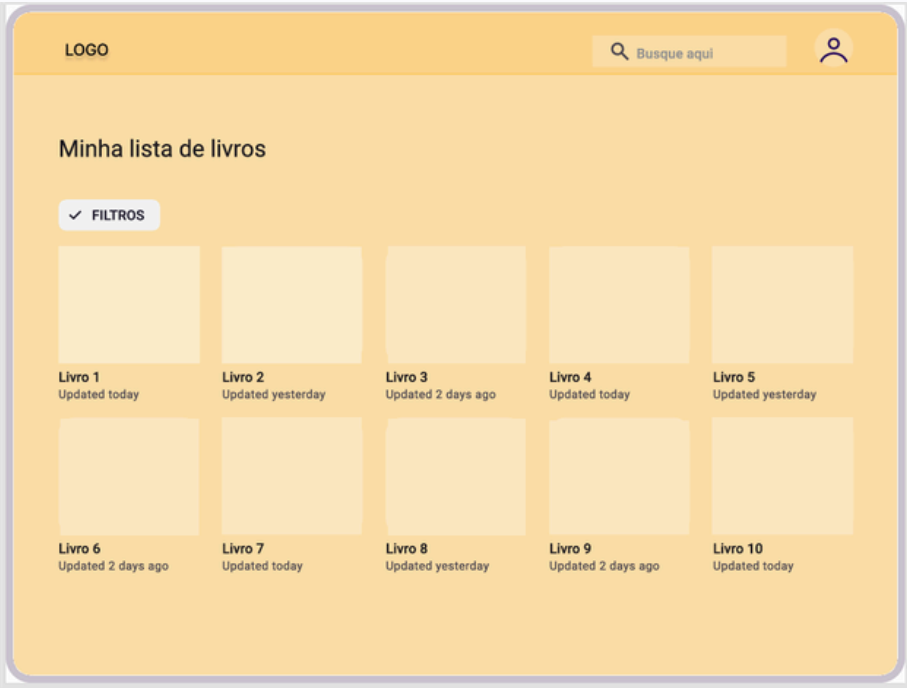 LOGO
Busque aqui
Minha lista de livros
FILTROS
Livro 1
Updated today
Livro 2
Updated yesterday
Livro 3
Updated 2 days ago
Livro 4
Updated today
Livro 5
Updated yesterday
Livro 6
Updated 2 days ago
Livro 7
Updated today
Livro 8
Updated yesterday
Livro 9
Updated 2 days ago
Livro 10
Updated today